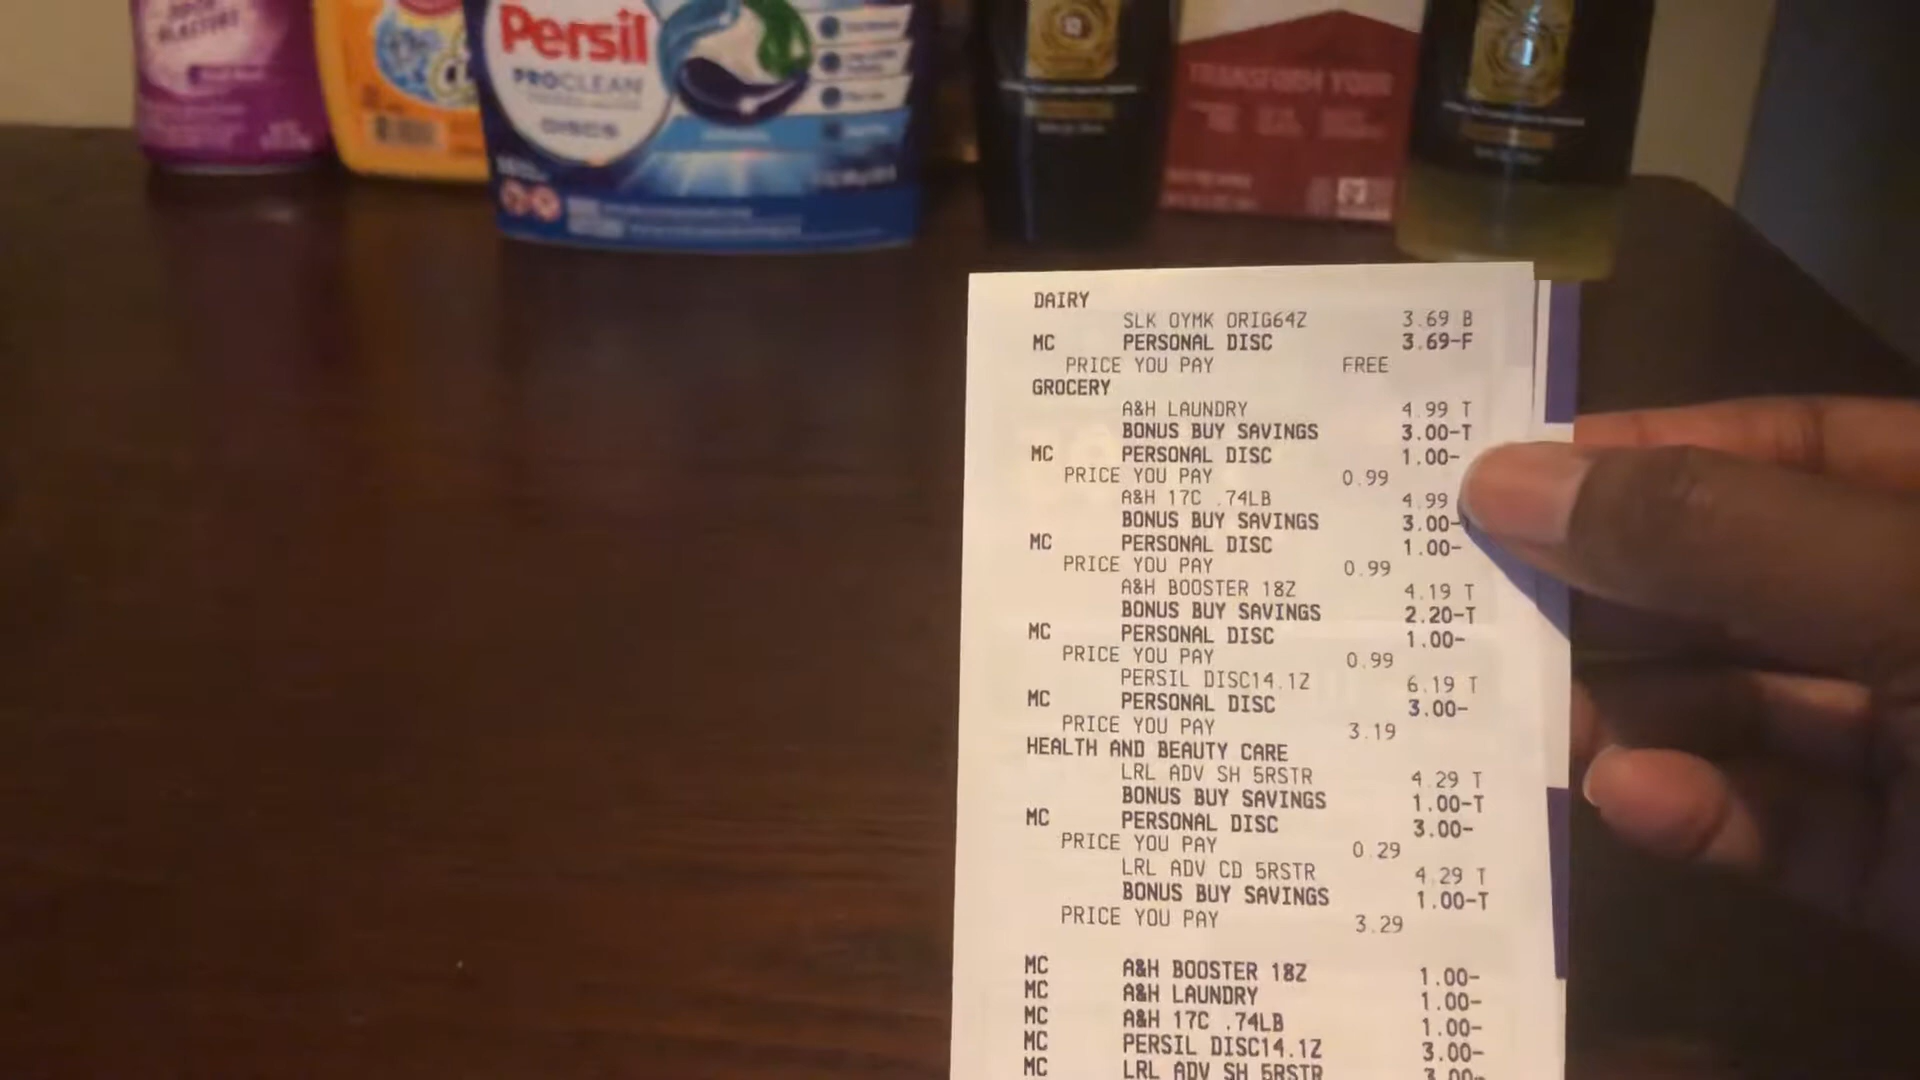 Persil
PROCLEAN
DISCS
TRANSFORM YOUR
DAIRY
SLK OYMK ORIG64Z 3.69 B
MC PERSONAL DISC 3.69-F
PRICE YOU PAY FREE
GROCERY
A&H LAUNDRY 4.99 T
BONUS BUY SAVINGS 3.00-T
MC PERSONAL DISC 1.00-
PRICE YOU PAY 0.99
A&H 17C .74LB 4.99
BONUS BUY SAVINGS 3.00-
MC PERSONAL DISC 1.00-
PRICE YOU PAY 0.99
A&H BOOSTER 18Z 4.19 T
BONUS BUY SAVINGS 2.20-T
MC PERSONAL DISC 1.00-
PRICE YOU PAY 0.99
PERSIL DISC14.1Z 6.19 T
MC PERSONAL DISC 3.00-
PRICE YOU PAY 3.19
HEALTH AND BEAUTY CARE
LRL ADV SH 5RSTR 4.29 T
BONUS BUY SAVINGS 1.00-T
MC PERSONAL DISC 3.00-
PRICE YOU PAY 0.29
LRL ADV CD 5RSTR 4.29 T
BONUS BUY SAVINGS 1.00-T
PRICE YOU PAY 3.29
MC A&H BOOSTER 18Z 1.00-
MC A&H LAUNDRY 1.00-
MC A&H 17C .74LB 1.00-
MC PERSIL DISC14.1Z 3.00-
MC LRL ADV SH 5RSTR 3.00-